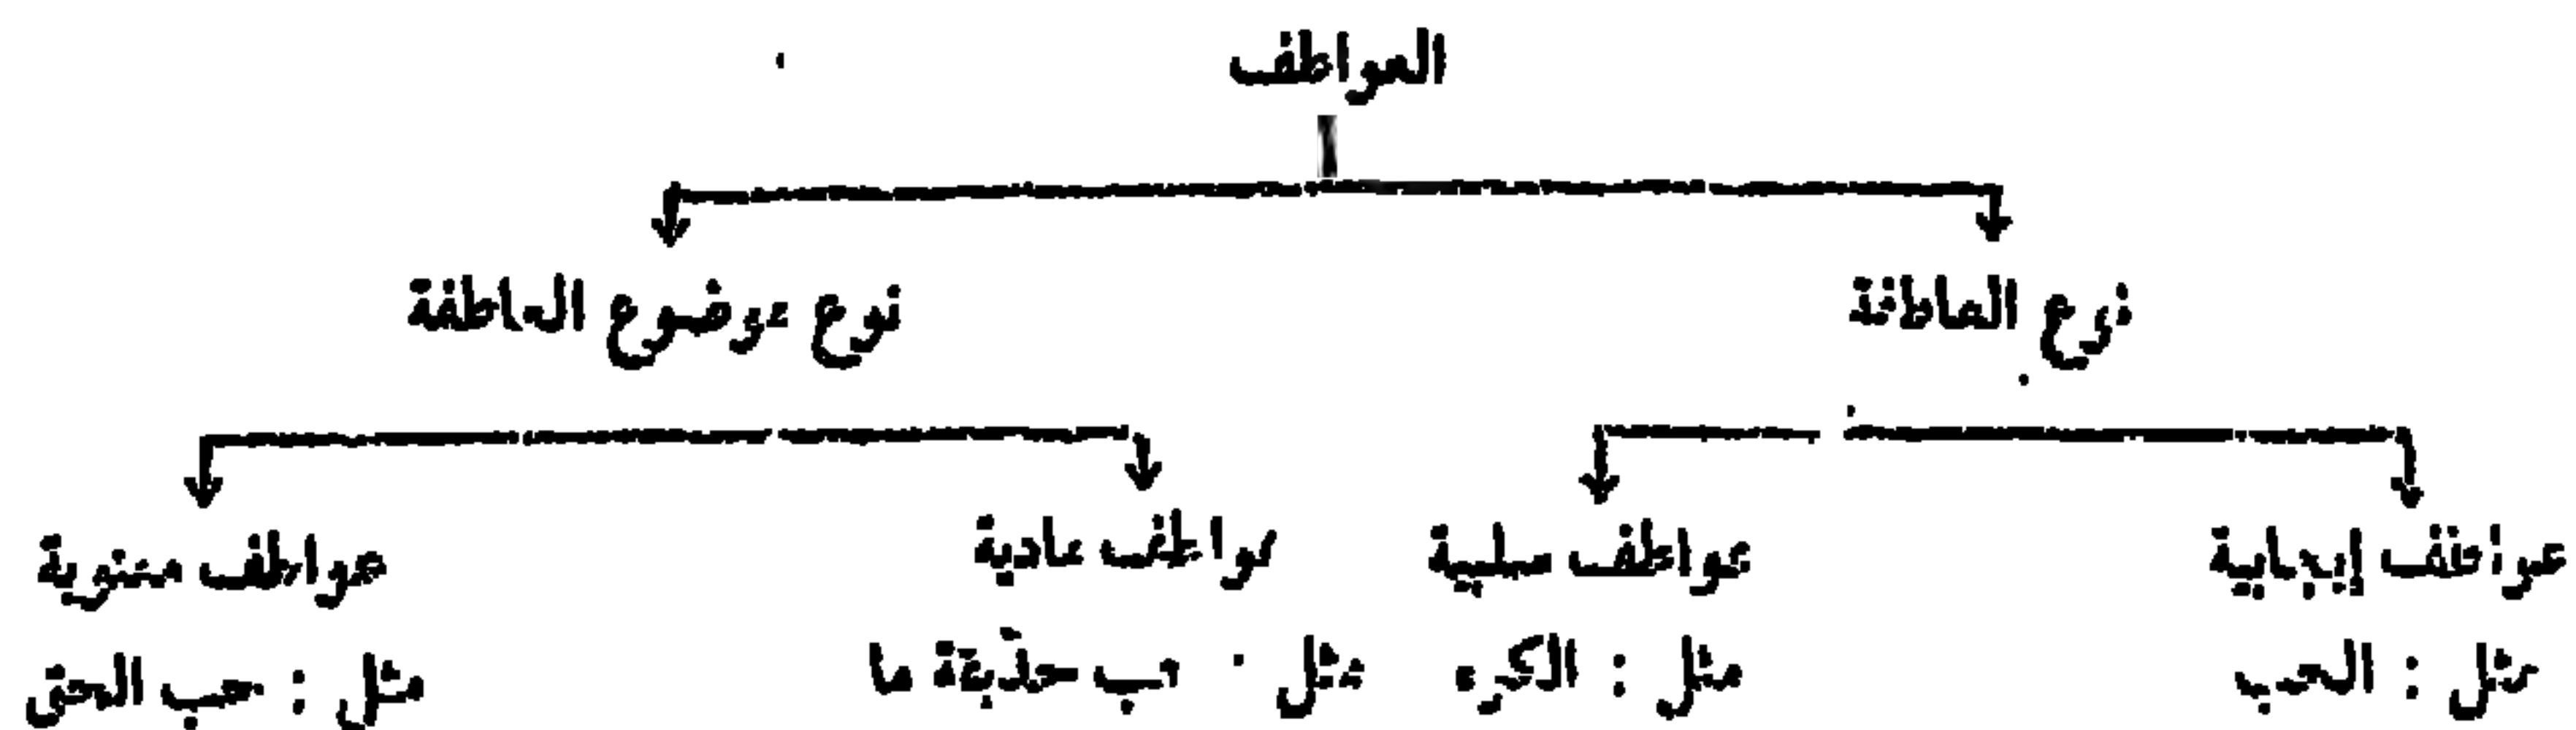 العواطف
نوع العاطفة نوع موضوع العاطفة
عواطف إيجابية عواطف سلبية عواطف مادية عواطف معنوية
مثل : الحب مثل : الكره مثل : حب حديقة ما مثل : حب الحق